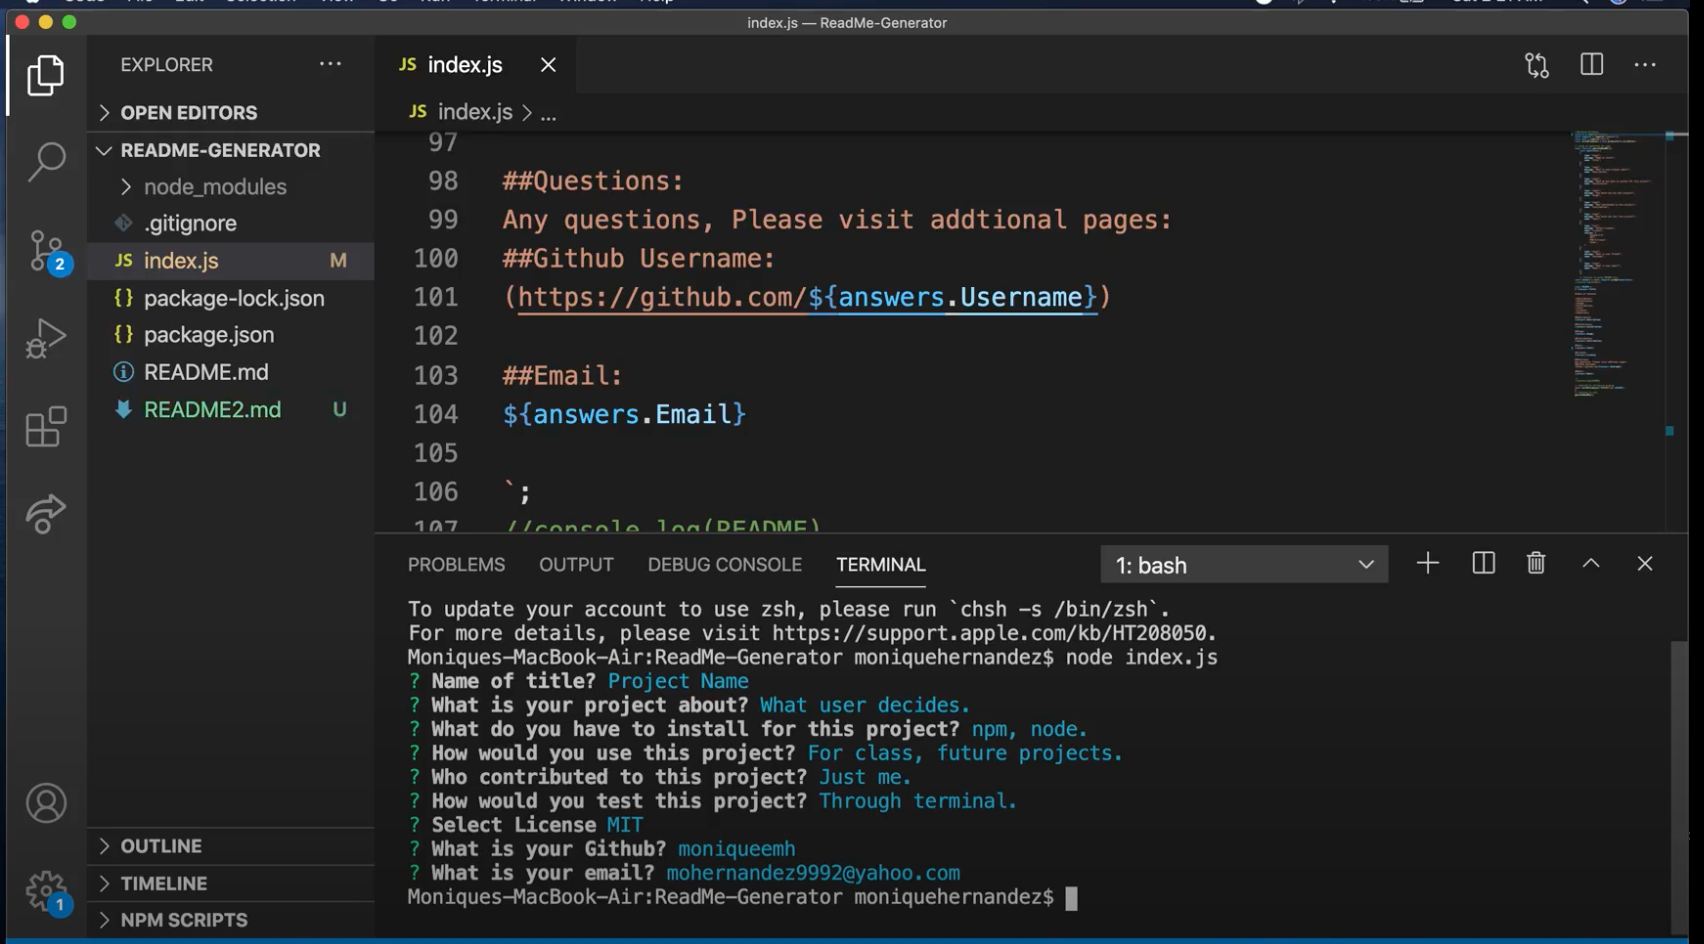 index.js — ReadMe-Generator
EXPLORER
JS index.js
OPEN EDITORS
JS index.js > ...
README-GENERATOR
node_modules
.gitignore
JS index.js M
{} package-lock.json
{} package.json
README.md
README2.md U
2
97
98 ##Questions:
99 Any questions, Please visit addtional pages:
100 ##Github Username:
101 (https://github.com/${answers.Username})
102
103 ##Email:
104 ${answers.Email}
105
106 `;
107 //console.log(README)
PROBLEMS OUTPUT DEBUG CONSOLE TERMINAL 1: bash
To update your account to use zsh, please run `chsh -s /bin/zsh`.
For more details, please visit https://support.apple.com/kb/HT208050.
Moniques-MacBook-Air:ReadMe-Generator moniquehernandez$ node index.js
? Name of title? Project Name
? What is your project about? What user decides.
? What do you have to install for this project? npm, node.
? How would you use this project? For class, future projects.
? Who contributed to this project? Just me.
? How would you test this project? Through terminal.
? Select License MIT
? What is your Github? moniqueemh
? What is your email? mohernandez9992@yahoo.com
Moniques-MacBook-Air:ReadMe-Generator moniquehernandez$
OUTLINE
TIMELINE
NPM SCRIPTS
1